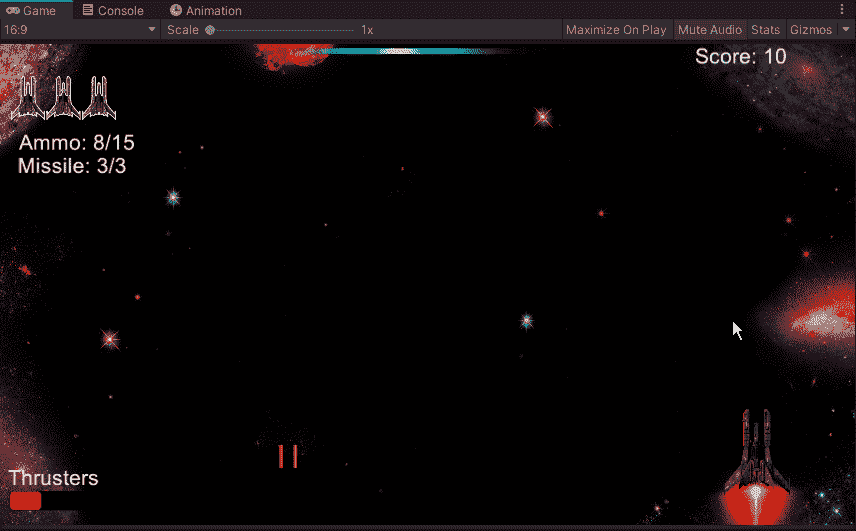 Game Console Animation
16:9 Scale 1x Maximize On Play Mute Audio Stats Gizmos
Score: 10
Ammo: 8/15
Missile: 3/3
Thrusters